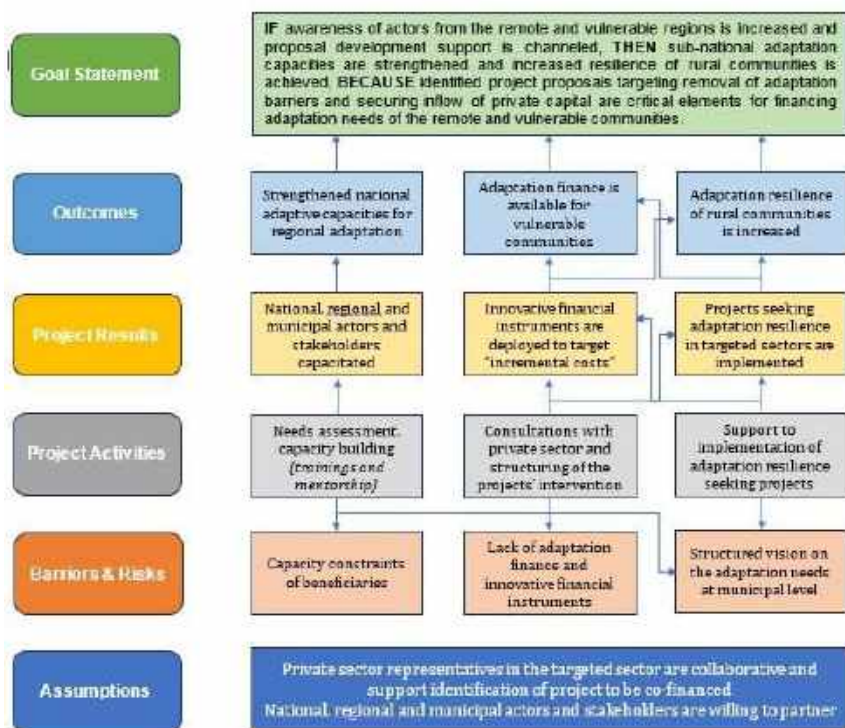 Goal Statement
IF awareness of actors from the remote and vulnerable regions is increased and
proposal development support is channeled, THEN sub-national adaptation
capacities are strengthened and increased resilience of rural communities is
achieved, BECAUSE identified project proposals targeting removal of adaptation
barriers and securing inflow of private capital are critical elements for financing
adaptation needs of the remote and vulnerable communities.
Outcomes
Strengthened national
adaptive capacities for
regional adaptation
Adaptation finance is
available for
vulnerable
communities
Adaptation resilience
of rural communities
is increased
Project Results
National, regional and
municipal actors and
stakeholders
capacitated
Innovative financial
instruments are
deployed to target
"incremental costs"
Projects seeking
adaptation resilience
in targeted sectors are
implemented
Project Activities
Needs assessment,
capacity building
(trainings and
mentorship)
Consultations with
private sector and
structuring of the
projects' intervention
Support to
implementation of
adaptation resilience
seeking projects
Barriers & Risks
Capacity constraints
of beneficiaries
Lack of adaptation
finance and
innovative financial
instruments
Structured vision on
the adaptation needs
at municipal level
Assumptions
Private sector representatives in the targeted sector are collaborative and
support identification of project to be co-financed
National, regional and municipal actors and stakeholders are willing to partner